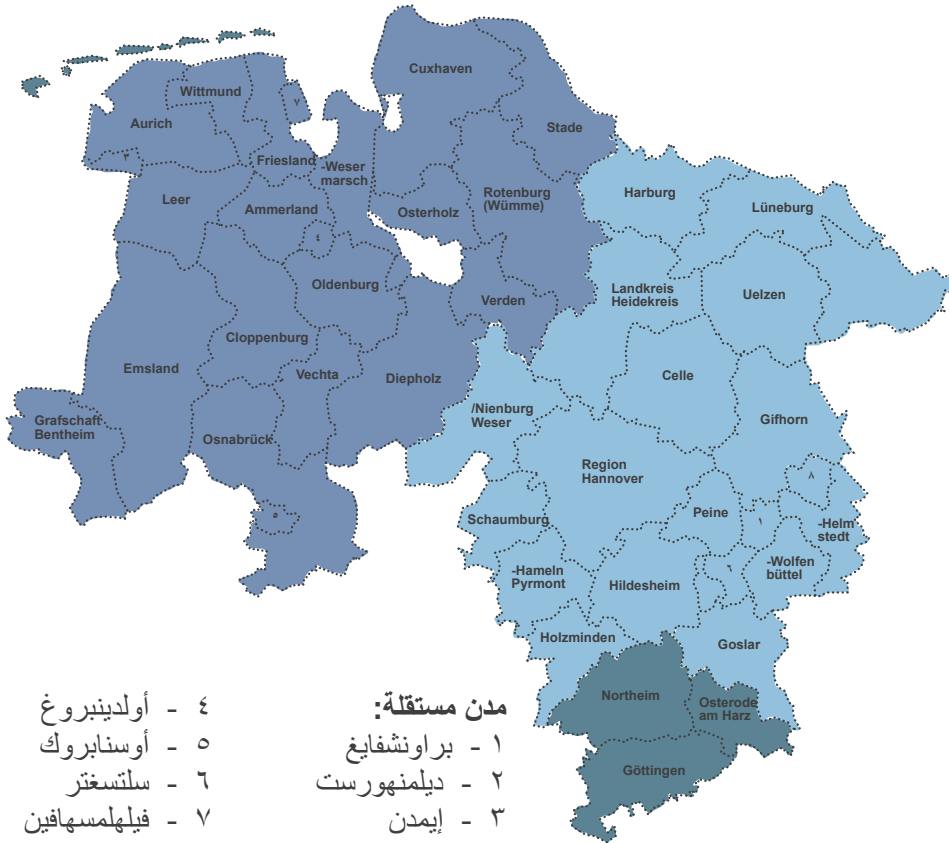 Cuxhaven
Wittmund
٧
Aurich
Stade
٣
Friesland
-Weser
marsch
Leer
Ammerland
Osterholz
Rotenburg
(Wümme)
Harburg
Lüneburg
٤
Oldenburg
Verden
Landkreis
Heidekreis
Uelzen
Cloppenburg
Emsland
Vechta
Diepholz
Celle
/Nienburg
Weser
Gifhorn
Grafschaft
Bentheim
Osnabrück
Region
Hannover
٨
٥
Schaumburg
Peine
١
-Helm
stedt
-Hameln
Pyrmont
Hildesheim
٦
-Wolfen
büttel
Holzminden
Goslar
Northeim
Osterode
am Harz
Göttingen
مدن مستقلة:
١ - براونشفايغ
٢ - ديلمنهورست
٣ - إيمدن
٤ - أولدينبروغ
٥ - أوسنابروك
٦ - سلتسغتر
٧ - فيلهلمسهافين